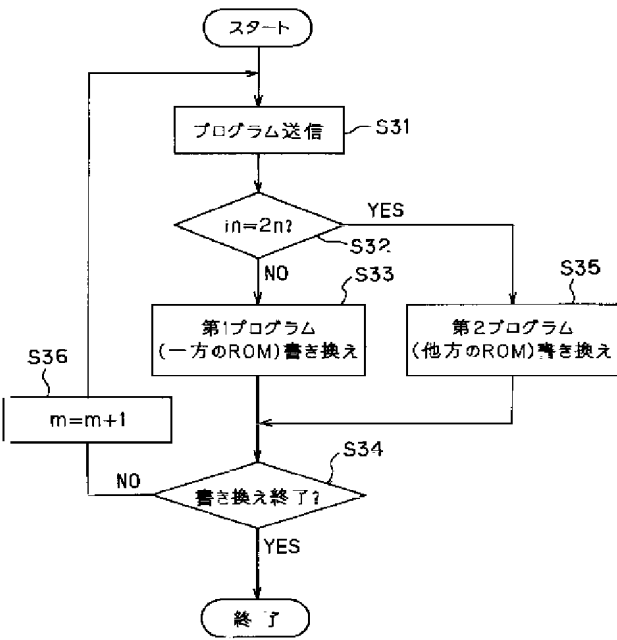 スタート
プログラム送信
S31
in=2n?
YES
S32
NO
S33
S35
第1プログラム
(一方のROM)書き換え
第2プログラム
(他方のROM)書き換え
S36
m=m+1
S34
NO
書き換え終了?
YES
終了